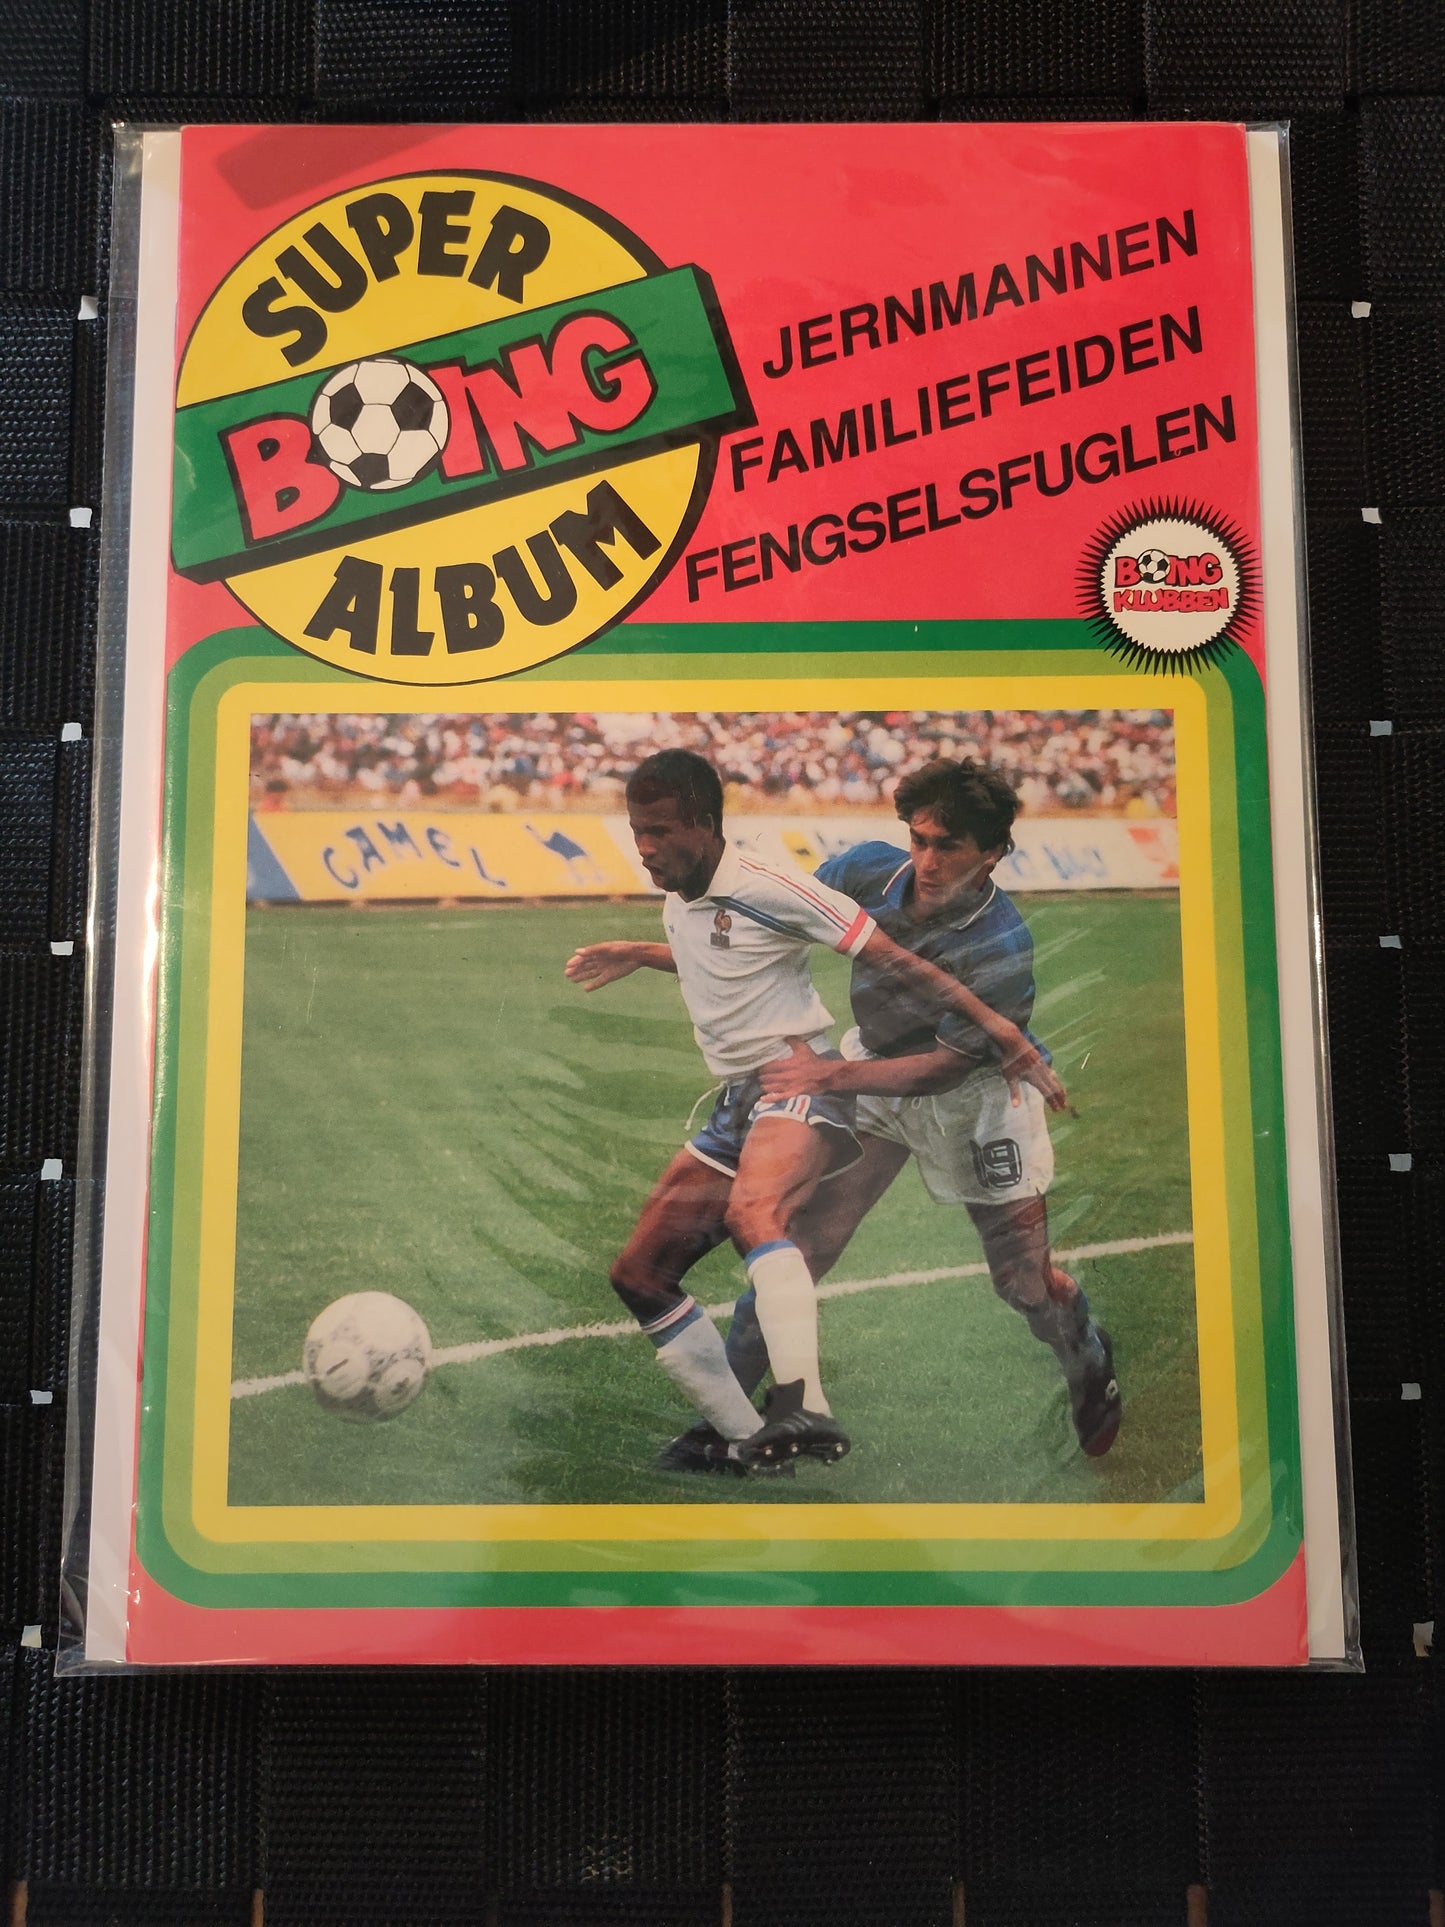 SUPER
BOING
ALBUM
JERNMANNEN
FAMILIEFEIDEN
FENGSELSFUGLEN
BOING
KLUBBEN
CAMEL
19